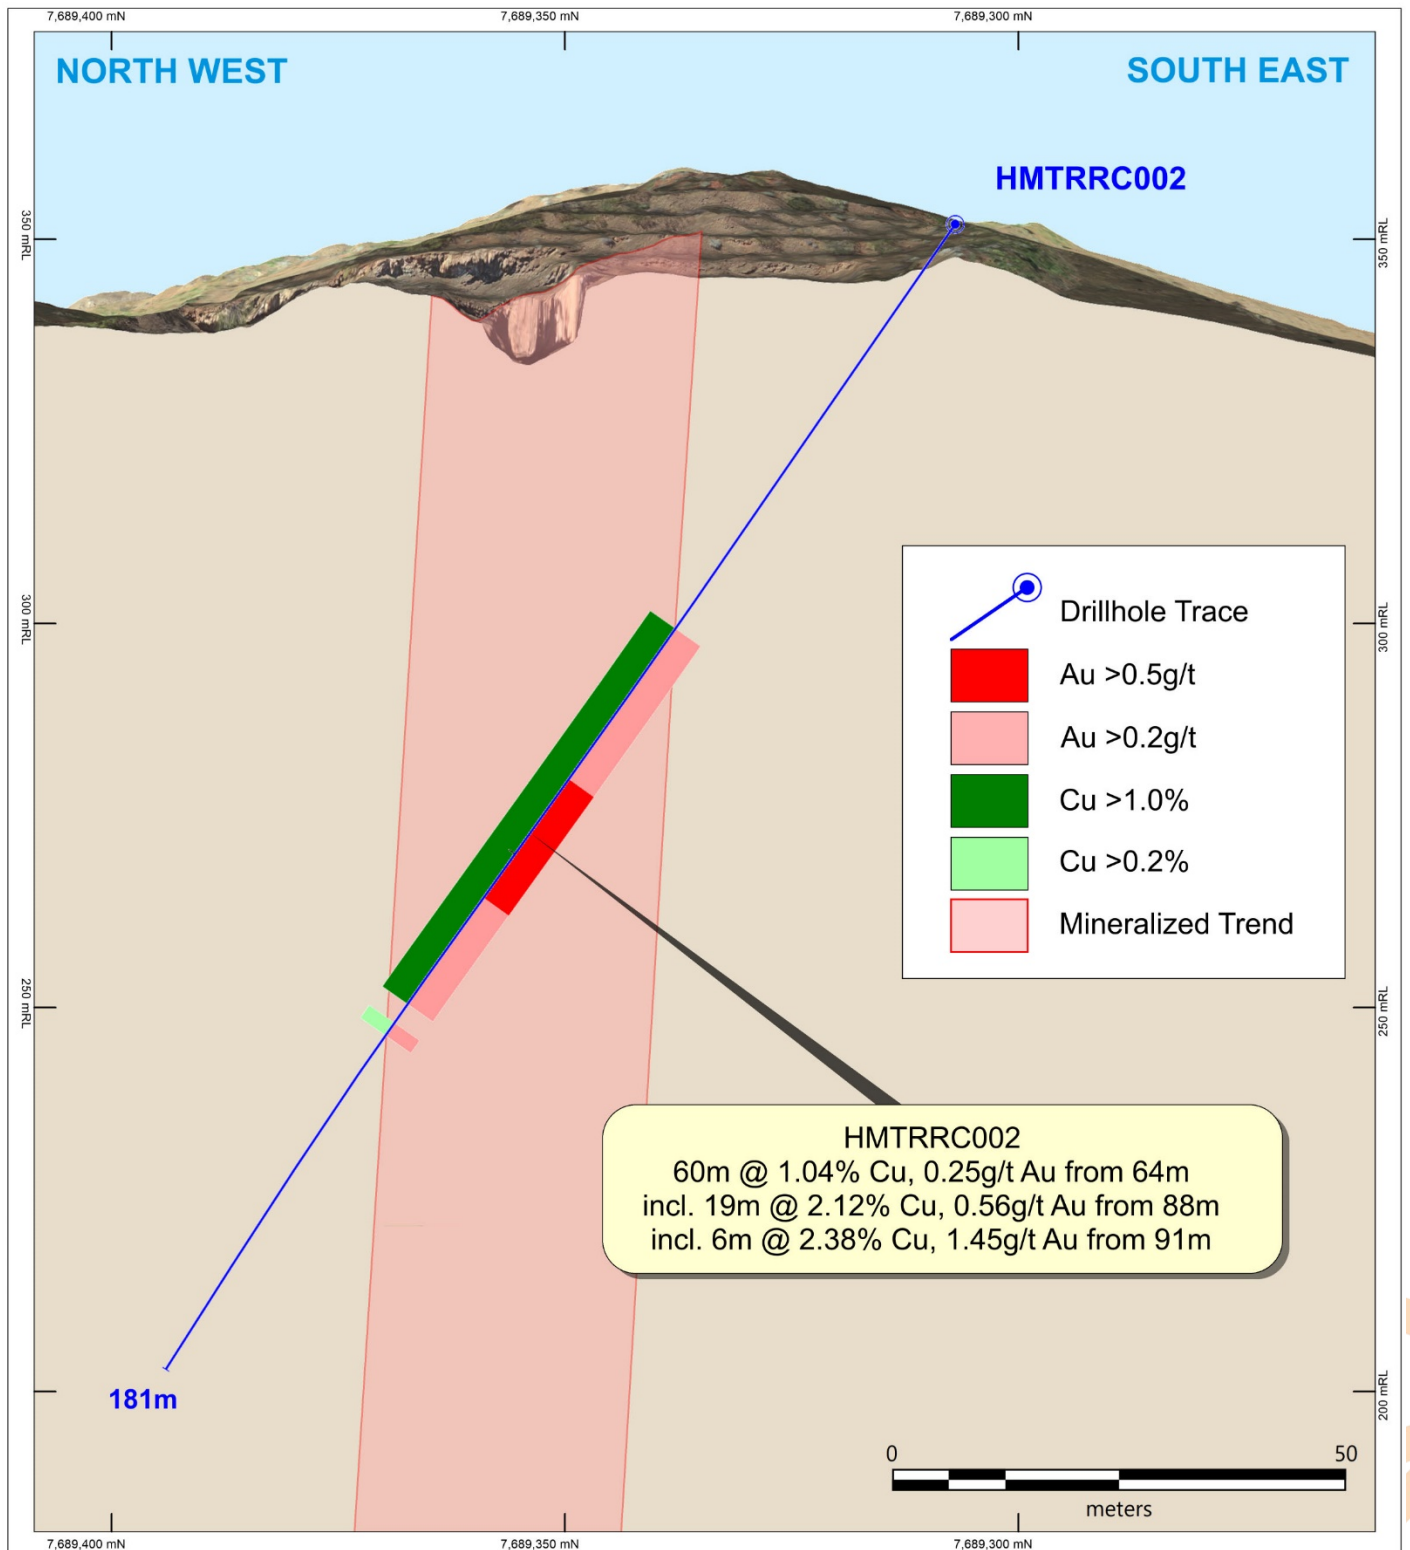 7,689,400 mN
7,689,350 mN
7,689,300 mN
NORTH WEST
SOUTH EAST
HMTRRC002
350 mRL
350 mRL
300 mRL
300 mRL
Drillhole Trace
Au >0.5g/t
Au >0.2g/t
Cu >1.0%
Cu >0.2%
Mineralized Trend
250 mRL
250 mRL
HMTRRC002
60m @ 1.04% Cu, 0.25g/t Au from 64m
incl. 19m @ 2.12% Cu, 0.56g/t Au from 88m
incl. 6m @ 2.38% Cu, 1.45g/t Au from 91m
181m
200 mRL
0
50
meters
7,689,400 mN
7,689,350 mN
7,689,300 mN